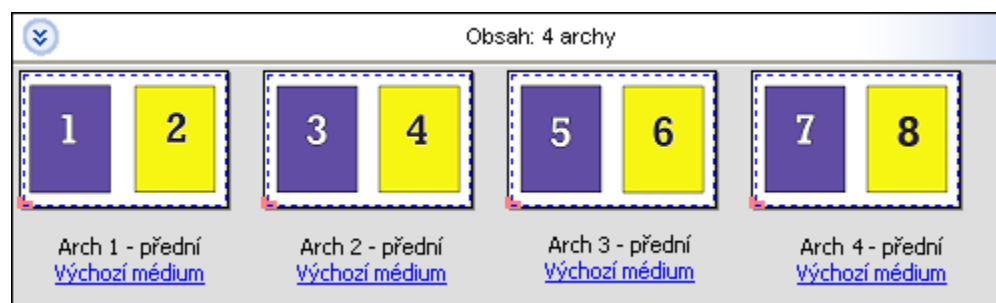 Obsah: 4 archy
1 2 3 4 5 6 7 8
Arch 1 - přední Arch 2 - přední Arch 3 - přední Arch 4 - přední
Výchozí médium Výchozí médium Výchozí médium Výchozí médium